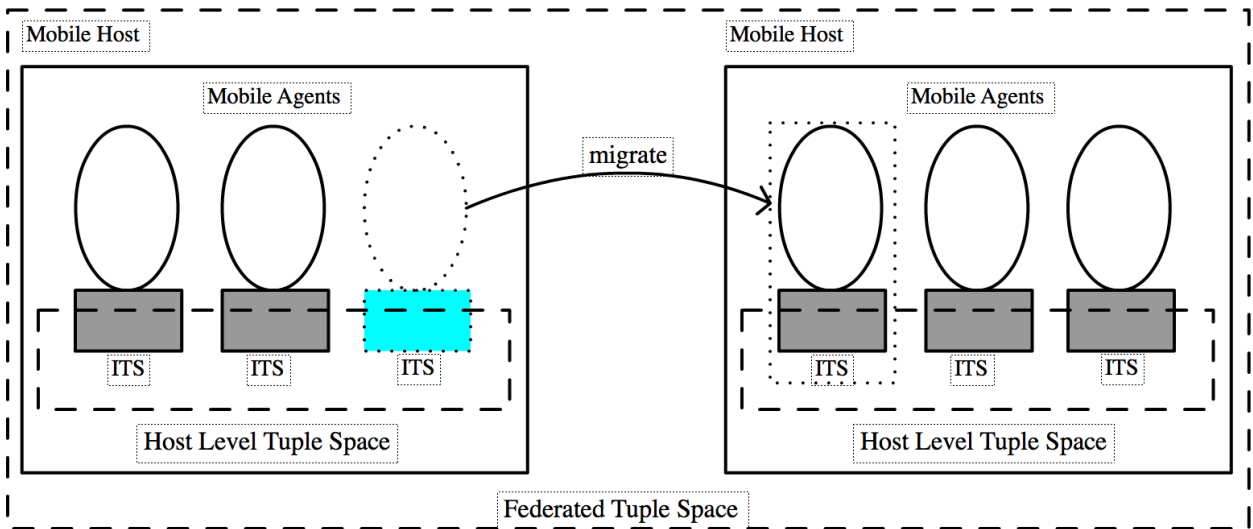 Mobile Host
Mobile Host
Mobile Agents
Mobile Agents
migrate
ITS
ITS
ITS
ITS
ITS
ITS
Host Level Tuple Space
Host Level Tuple Space
Federated Tuple Space